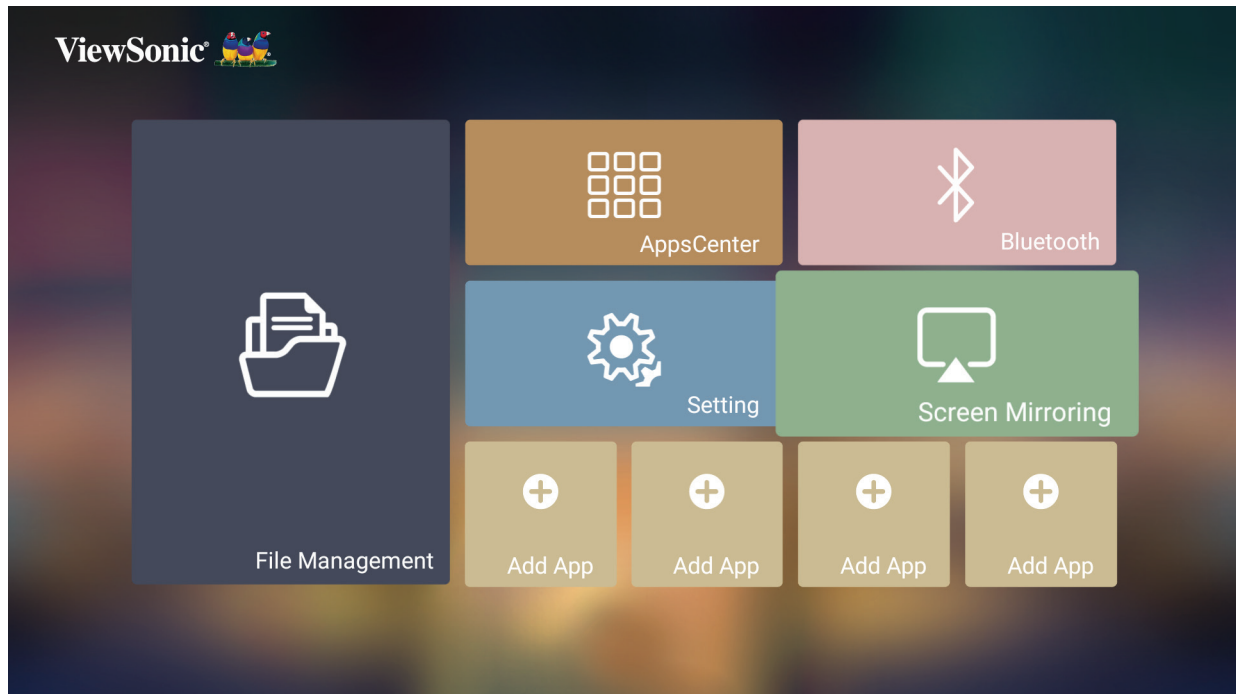 ViewSonic®
AppsCenter
Bluetooth
Setting
Screen Mirroring
File Management
Add App
Add App
Add App
Add App